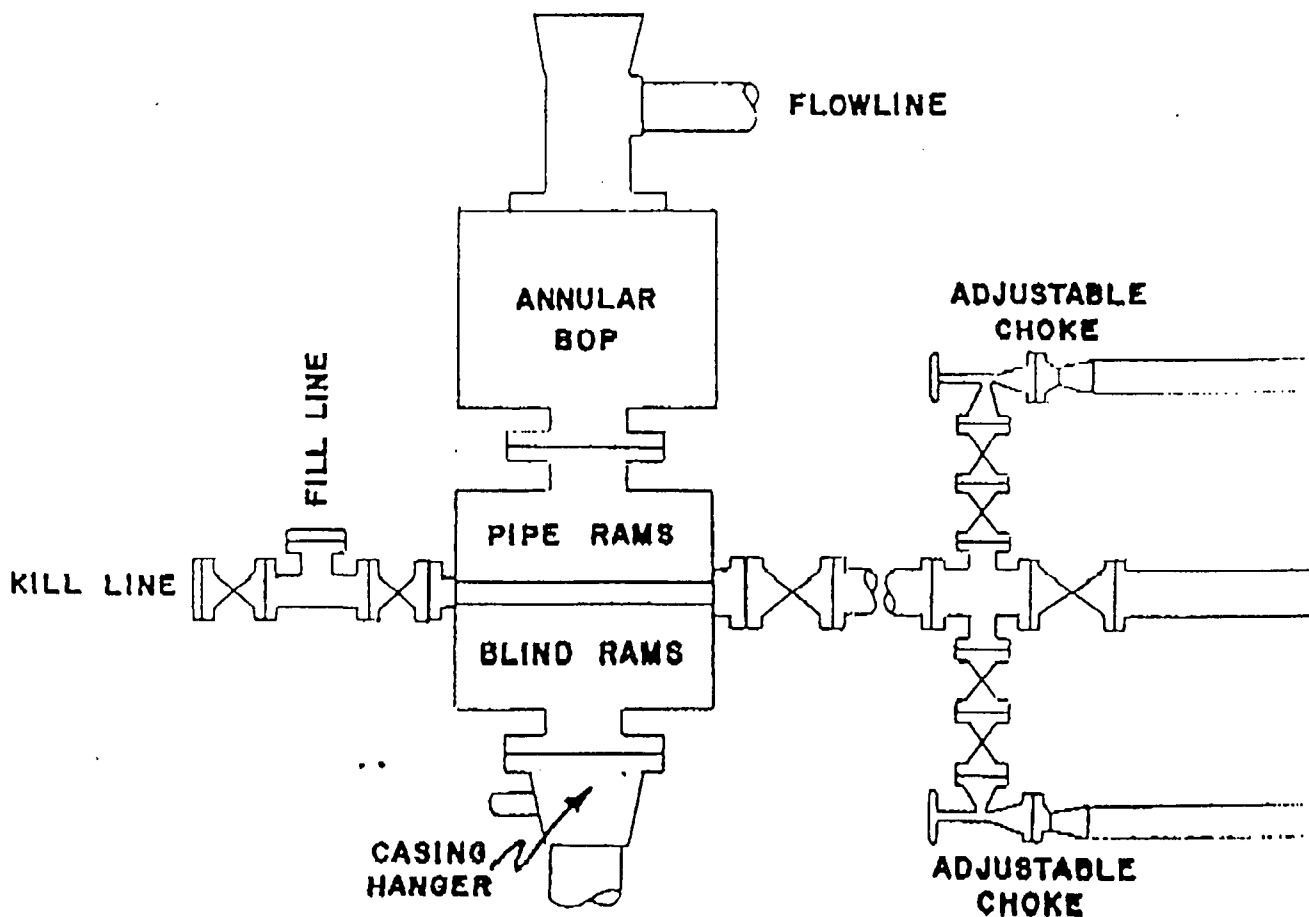 FLOWLINE
ANNULAR
BOP
ADJUSTABLE
CHOKE
FILL LINE
PIPE RAMS
KILL LINE
BLIND RAMS
CASING
HANGER
ADJUSTABLE
CHOKE